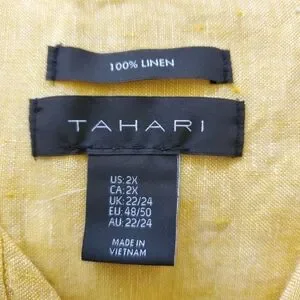 100% LINEN
TAHARI
US: 2X
CA: 2X
UK: 22/24
EU: 48/50
AU: 22/24
MADE IN
VIETNAM